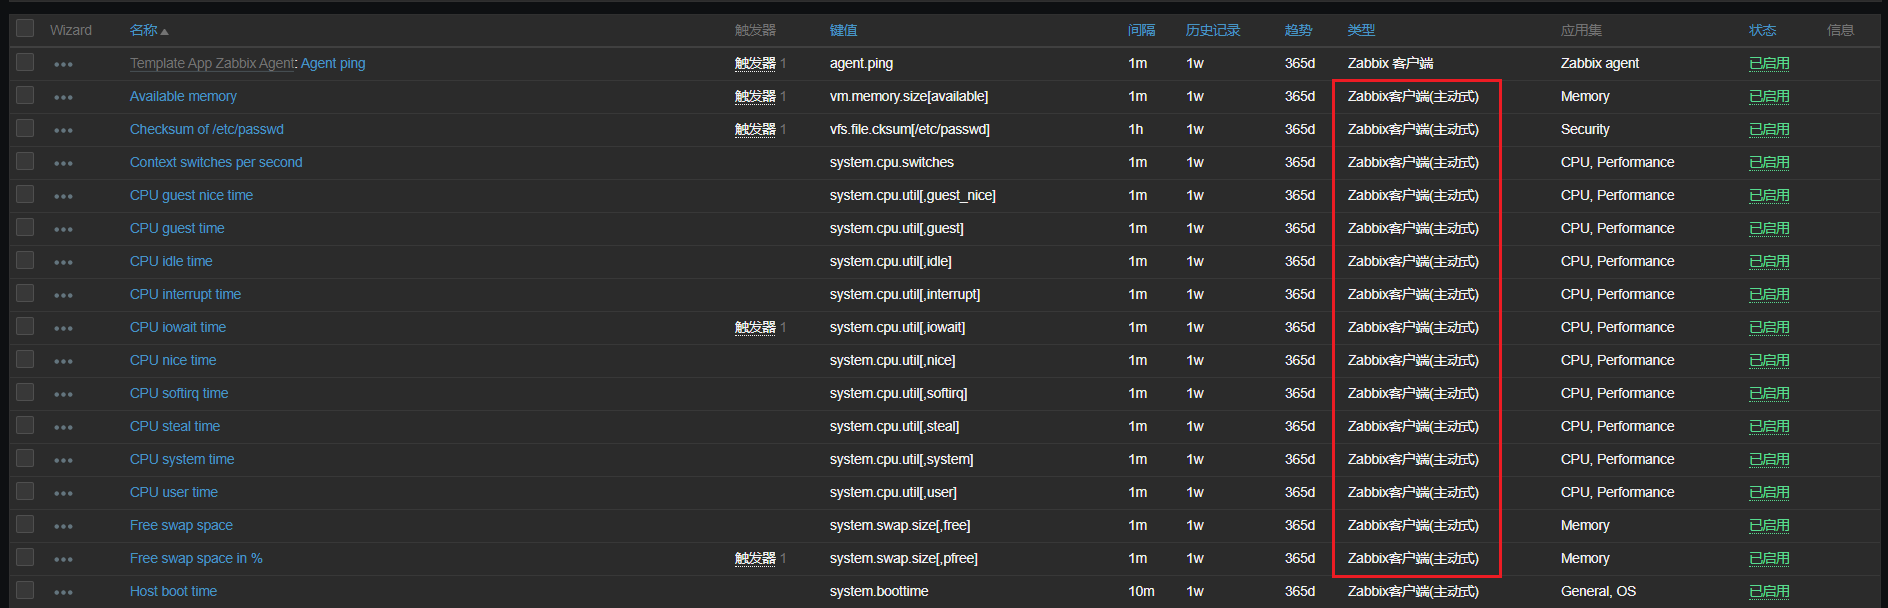 Wizard 名称 触发器 键值 间隔 历史记录 趋势 类型 应用集 状态 信息
Template App Zabbix Agent: Agent ping 触发器 1 agent.ping 1m 1w 365d Zabbix 客户端 Zabbix agent 已启用
Available memory 触发器 1 vm.memory.size[available] 1m 1w 365d Zabbix客户端(主动式) Memory 已启用
Checksum of /etc/passwd 触发器 1 vfs.file.cksum[/etc/passwd] 1h 1w 365d Zabbix客户端(主动式) Security 已启用
Context switches per second system.cpu.switches 1m 1w 365d Zabbix客户端(主动式) CPU, Performance 已启用
CPU guest nice time system.cpu.util[,guest_nice] 1m 1w 365d Zabbix客户端(主动式) CPU, Performance 已启用
CPU guest time system.cpu.util[,guest] 1m 1w 365d Zabbix客户端(主动式) CPU, Performance 已启用
CPU idle time system.cpu.util[,idle] 1m 1w 365d Zabbix客户端(主动式) CPU, Performance 已启用
CPU interrupt time system.cpu.util[,interrupt] 1m 1w 365d Zabbix客户端(主动式) CPU, Performance 已启用
CPU iowait time 触发器 1 system.cpu.util[,iowait] 1m 1w 365d Zabbix客户端(主动式) CPU, Performance 已启用
CPU nice time system.cpu.util[,nice] 1m 1w 365d Zabbix客户端(主动式) CPU, Performance 已启用
CPU softirq time system.cpu.util[,softirq] 1m 1w 365d Zabbix客户端(主动式) CPU, Performance 已启用
CPU steal time system.cpu.util[,steal] 1m 1w 365d Zabbix客户端(主动式) CPU, Performance 已启用
CPU system time system.cpu.util[,system] 1m 1w 365d Zabbix客户端(主动式) CPU, Performance 已启用
CPU user time system.cpu.util[,user] 1m 1w 365d Zabbix客户端(主动式) CPU, Performance 已启用
Free swap space system.swap.size[,free] 1m 1w 365d Zabbix客户端(主动式) Memory 已启用
Free swap space in % 触发器 1 system.swap.size[,pfree] 1m 1w 365d Zabbix客户端(主动式) Memory 已启用
Host boot time system.boottime 10m 1w 365d Zabbix客户端(主动式) General, OS 已启用